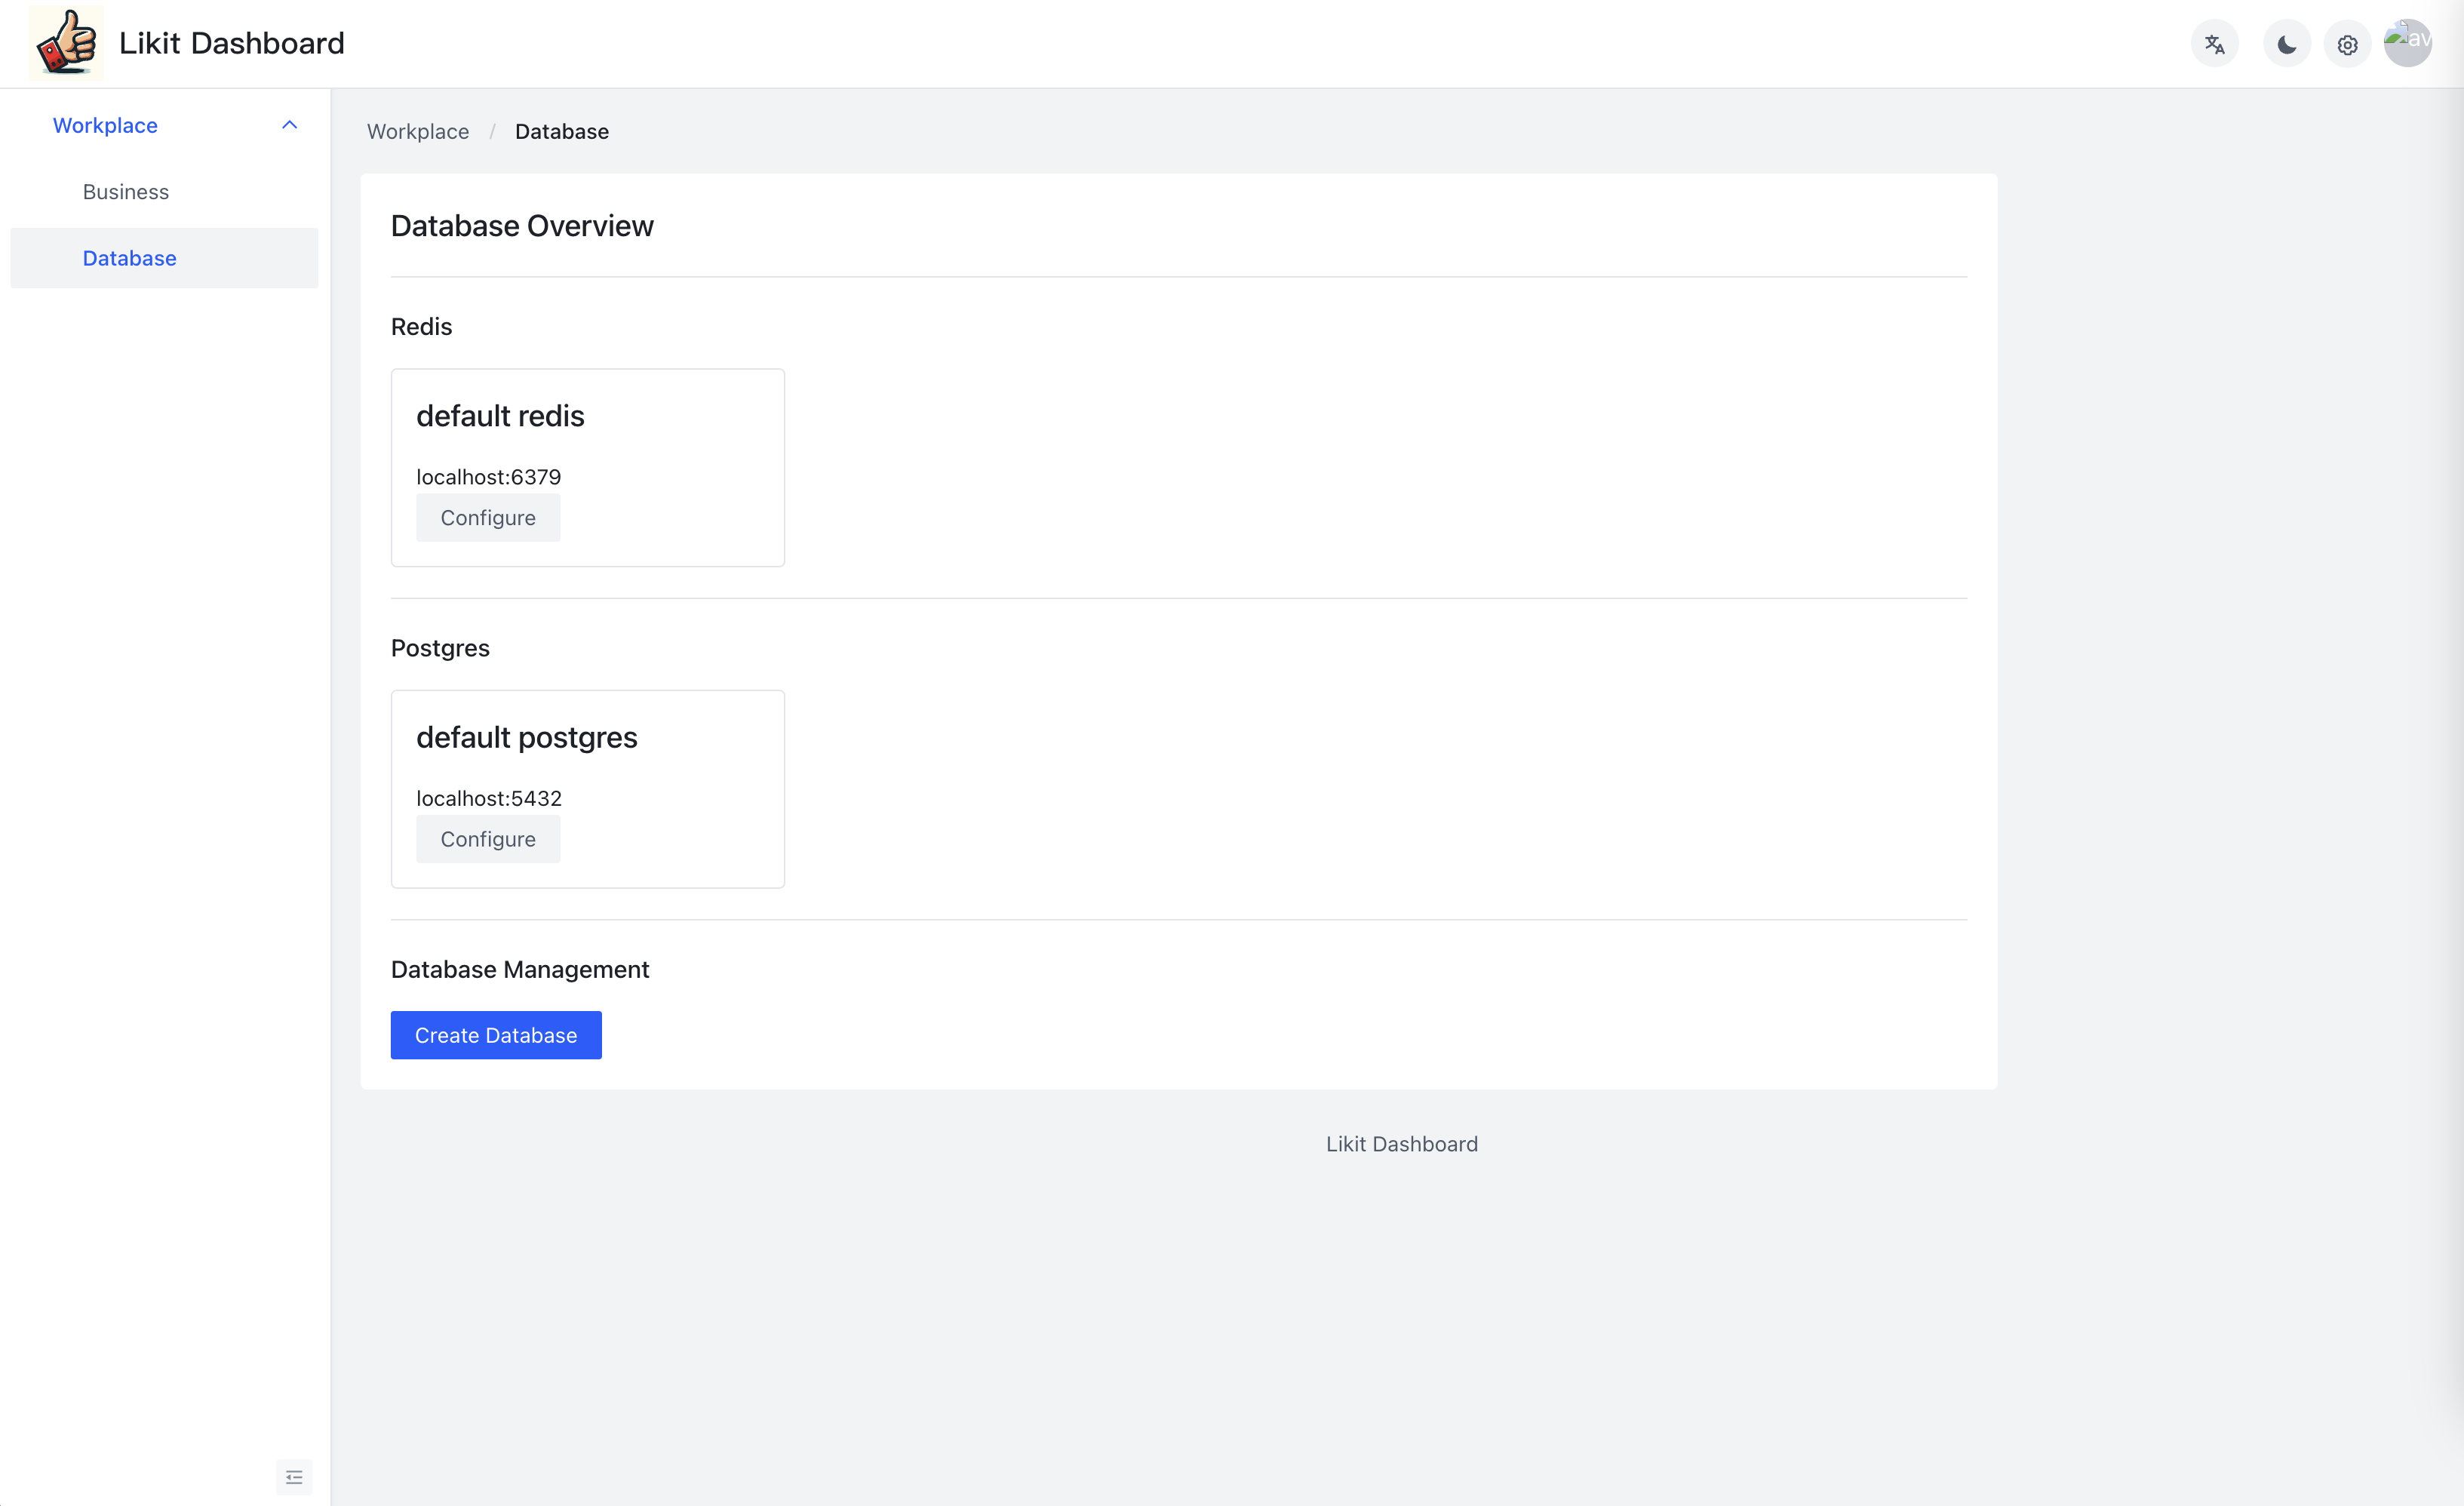 Likit Dashboard
av
Workplace
Business
Database
Workplace / Database
Database Overview
Redis
default redis
localhost:6379
Configure
Postgres
default postgres
localhost:5432
Configure
Database Management
Create Database
Likit Dashboard